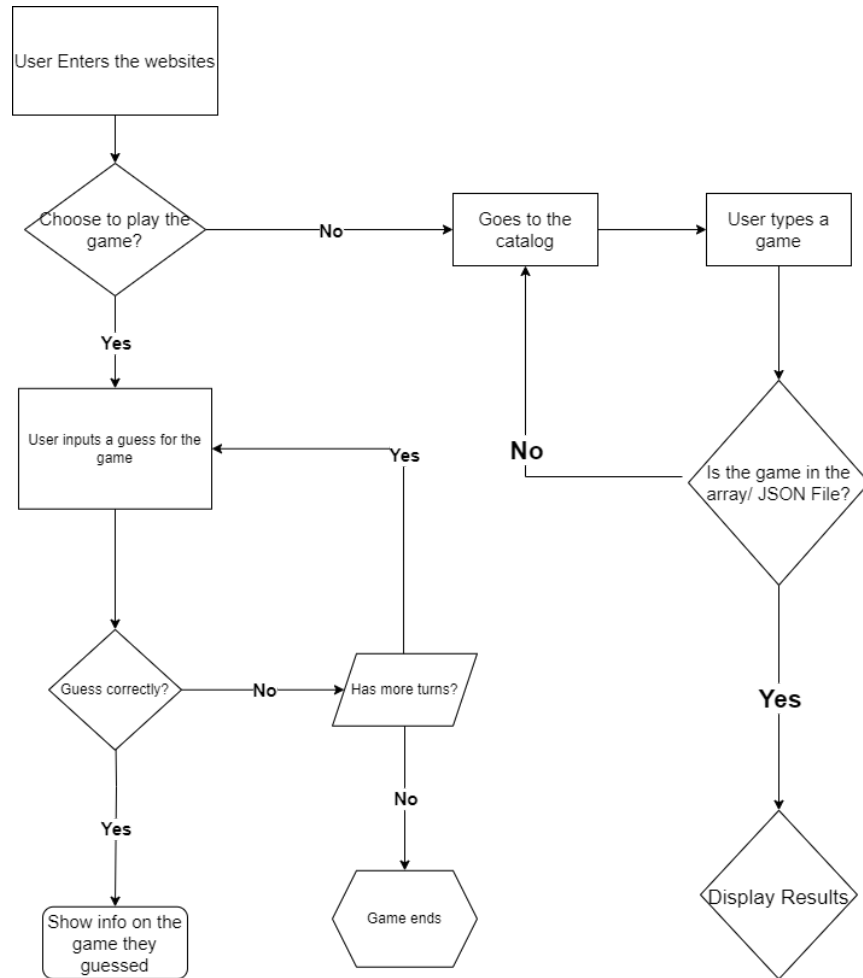 User Enters the websites
Choose to play the
game?
No
Goes to the
catalog
User types a
game
Yes
User inputs a guess for the
game
Yes
No
Is the game in the
array/ JSON File?
Guess correctly?
No
Has more turns?
Yes
Yes
No
Show info on the
game they
guessed
Game ends
Display Results